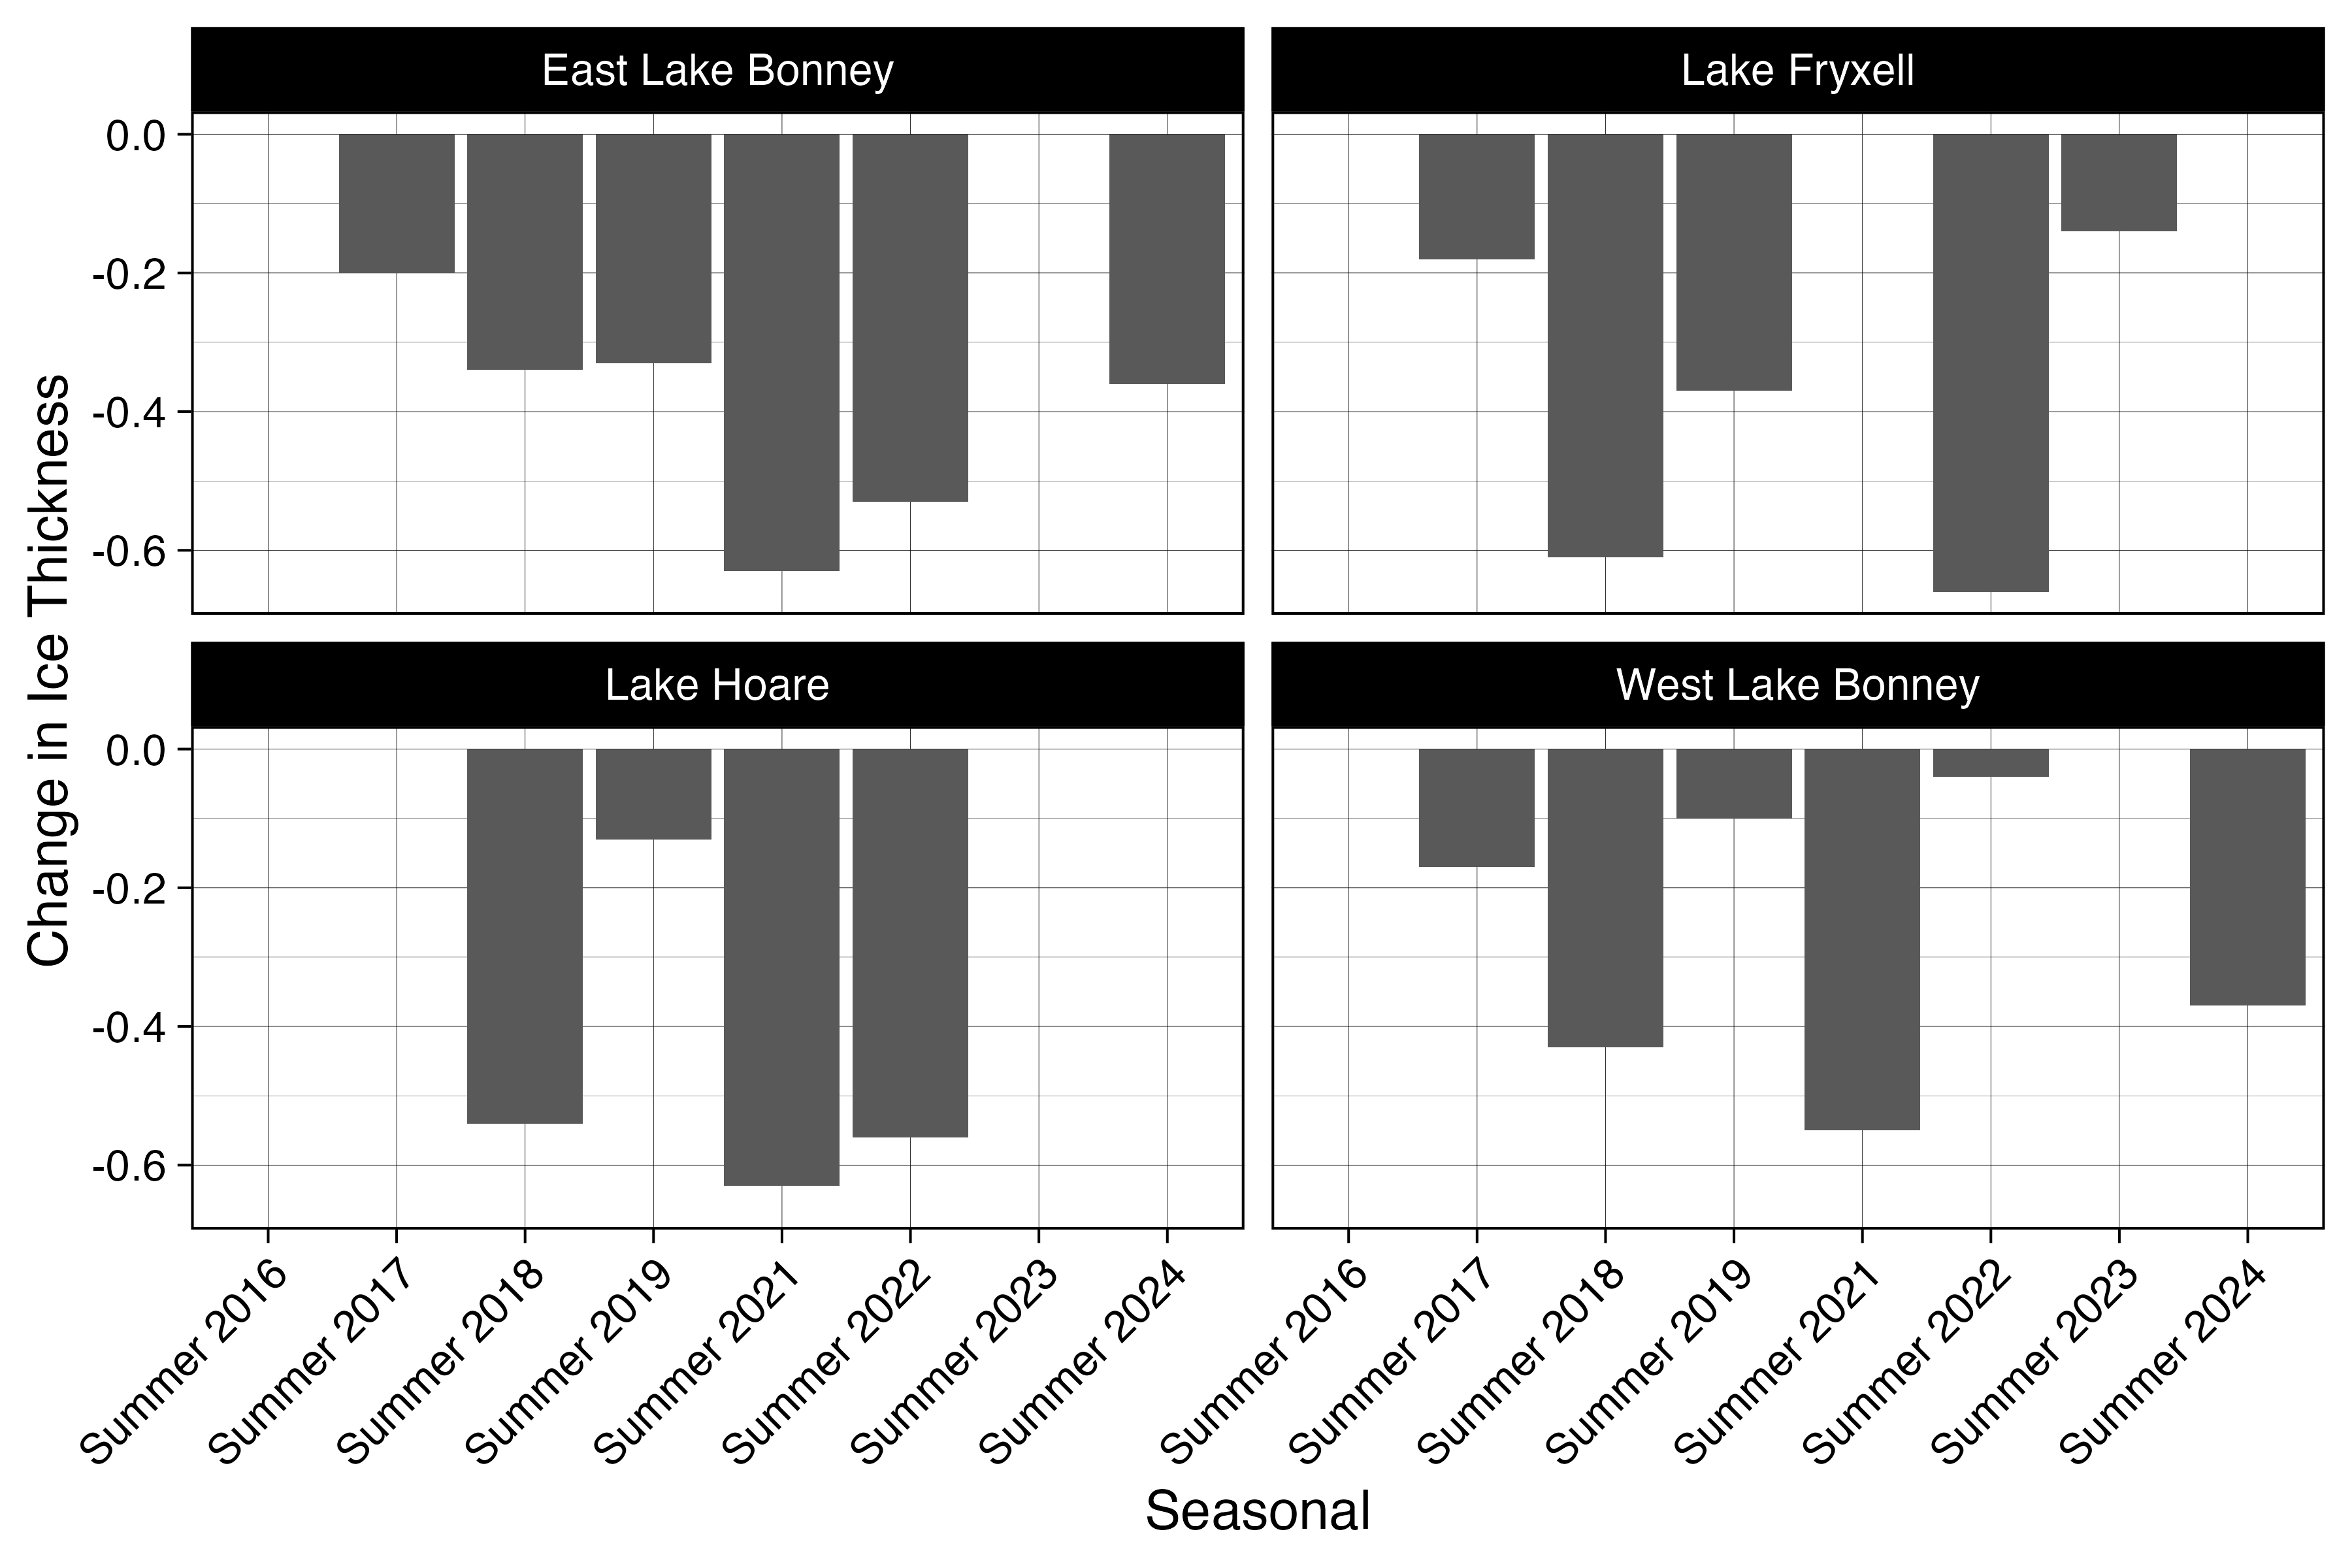 East Lake Bonney
Lake Fryxell
0.0
-0.2
-0.4
-0.6
Lake Hoare
West Lake Bonney
0.0
-0.2
-0.4
-0.6
Change in Ice Thickness
Summer 2016
Summer 2017
Summer 2018
Summer 2019
Summer 2021
Summer 2022
Summer 2023
Summer 2024
Summer 2016
Summer 2017
Summer 2018
Summer 2019
Summer 2021
Summer 2022
Summer 2023
Summer 2024
Seasonal